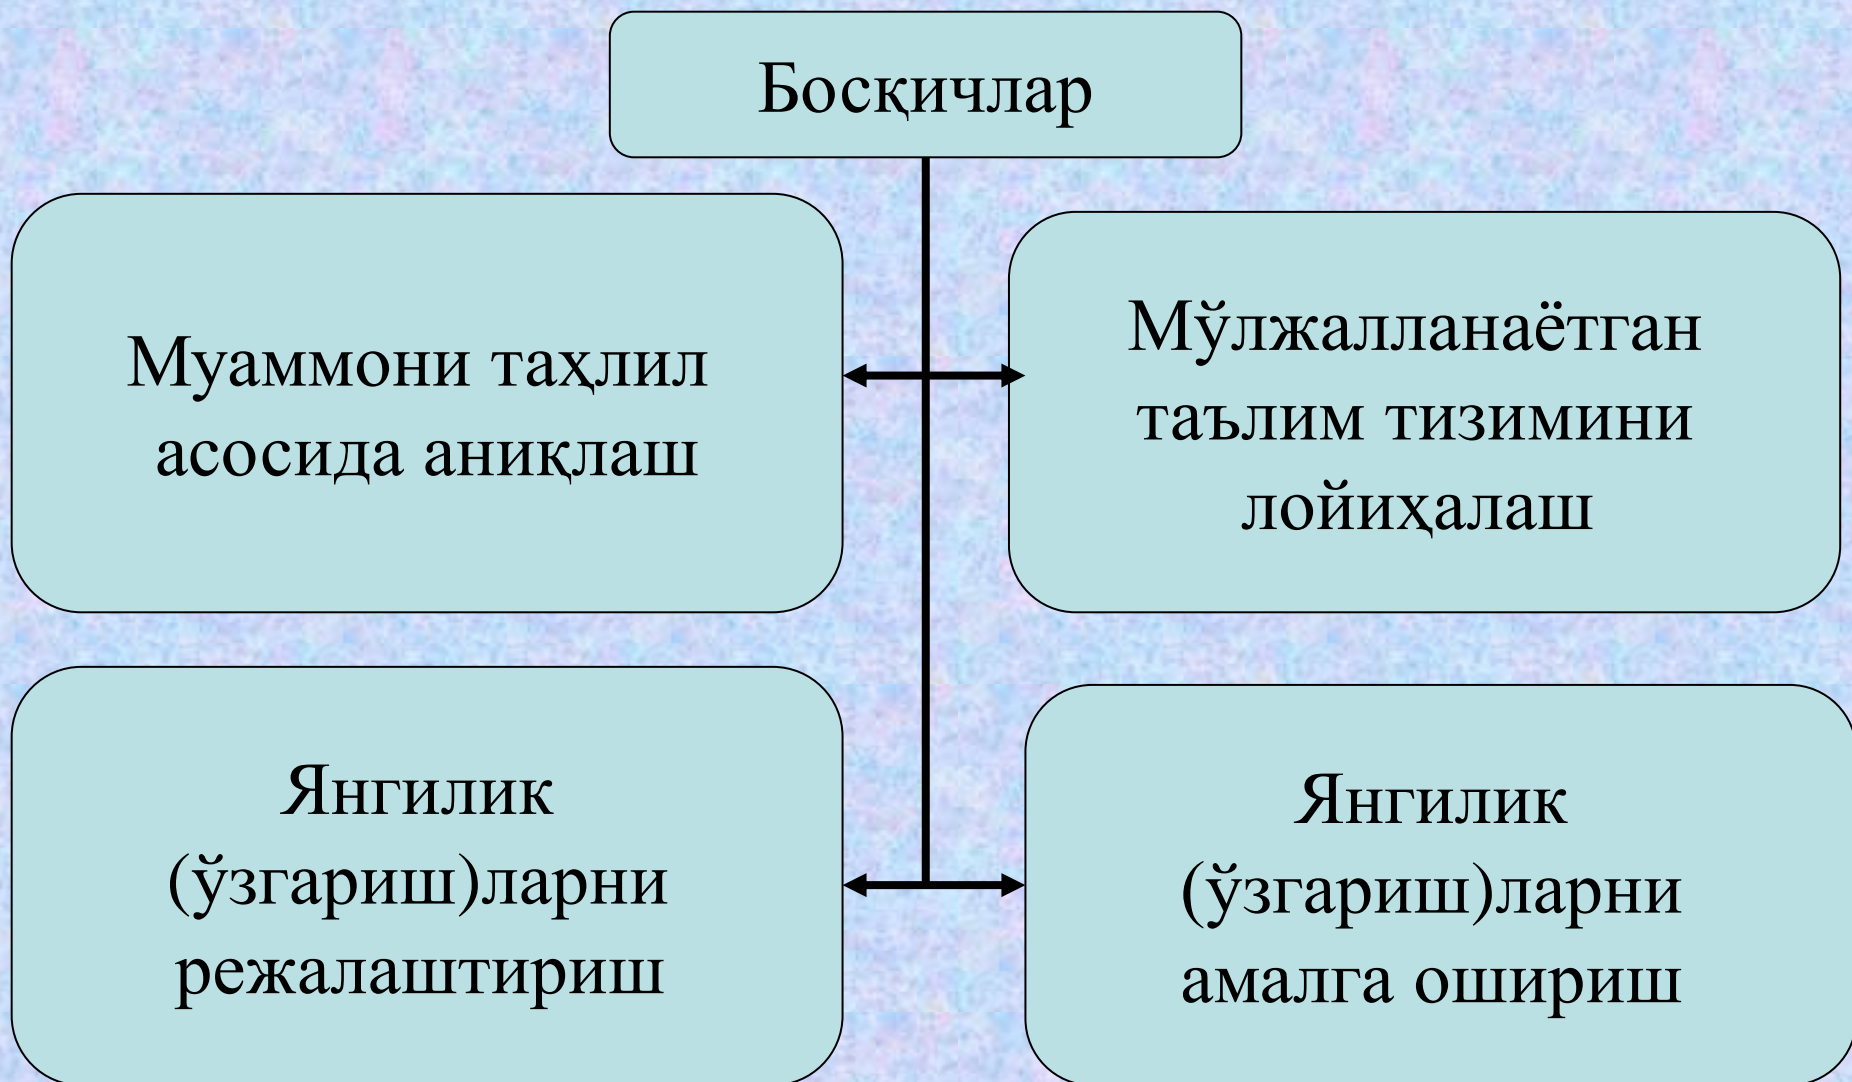 Босқичлар
Муаммони таҳлил
асосида аниқлаш
Мўлжалланаётган
таълим тизимини
лойиҳалаш
Янгилик
(ўзгариш)ларни
режалаштириш
Янгилик
(ўзгариш)ларни
амалга ошириш